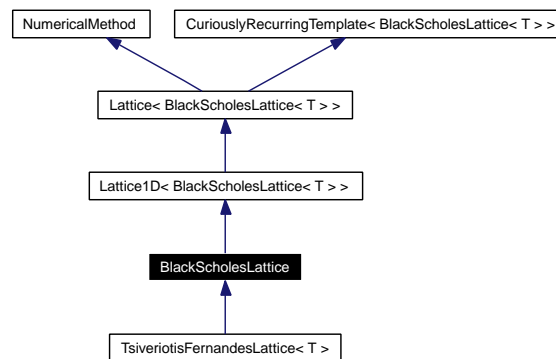 NumericalMethod
CuriouslyRecurringTemplate< BlackScholesLattice< T > >
Lattice< BlackScholesLattice< T > >
Lattice1D< BlackScholesLattice< T > >
BlackScholesLattice
TsiveriotisFernandesLattice< T >